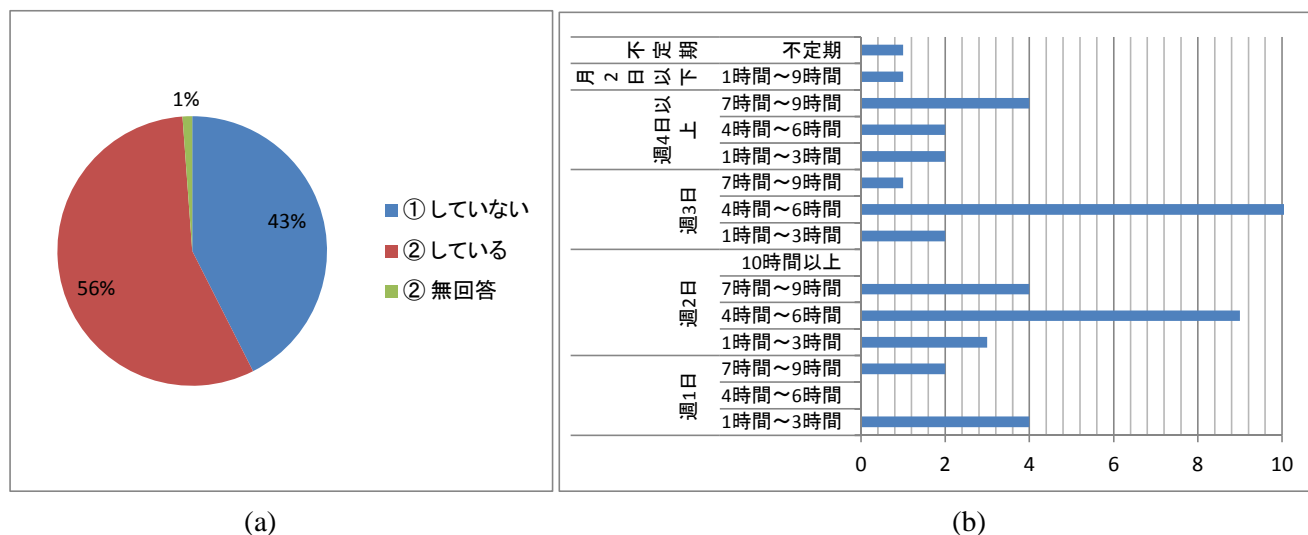 1%
43%
56%
① していない
② している
② 無回答
(a)
不定期 不定期
月2日以下 1時間～9時間
週4日以上 7時間～9時間
4時間～6時間
1時間～3時間
週3日 7時間～9時間
4時間～6時間
1時間～3時間
週2日 10時間以上
7時間～9時間
4時間～6時間
1時間～3時間
週1日 7時間～9時間
4時間～6時間
1時間～3時間
0 2 4 6 8 10
(b)